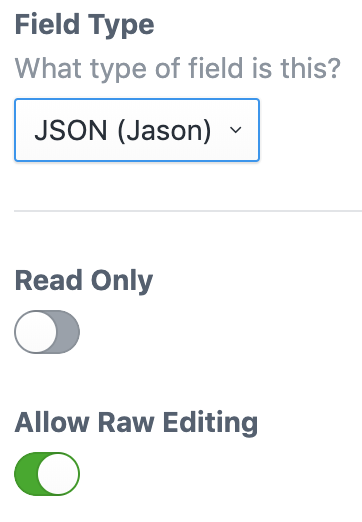 Field Type
What type of field is this?
JSON (Jason)
Read Only
Allow Raw Editing